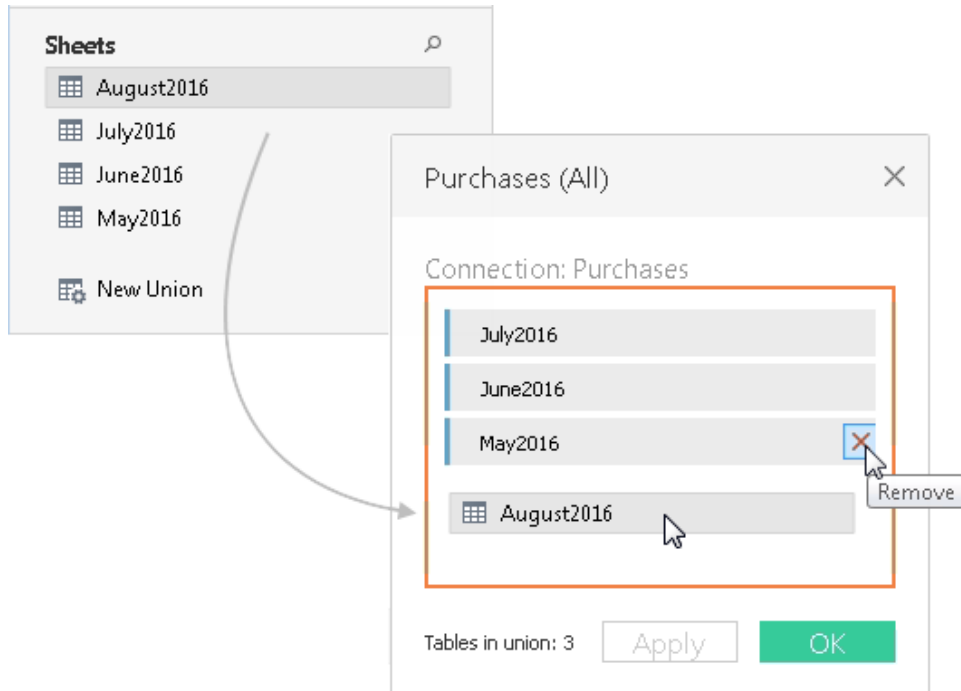 Sheets
August2016
July2016
June2016
May2016
New Union
Purchases (All)
Connection: Purchases
July2016
June2016
May2016
Remove
August2016
Tables in union: 3
Apply
OK